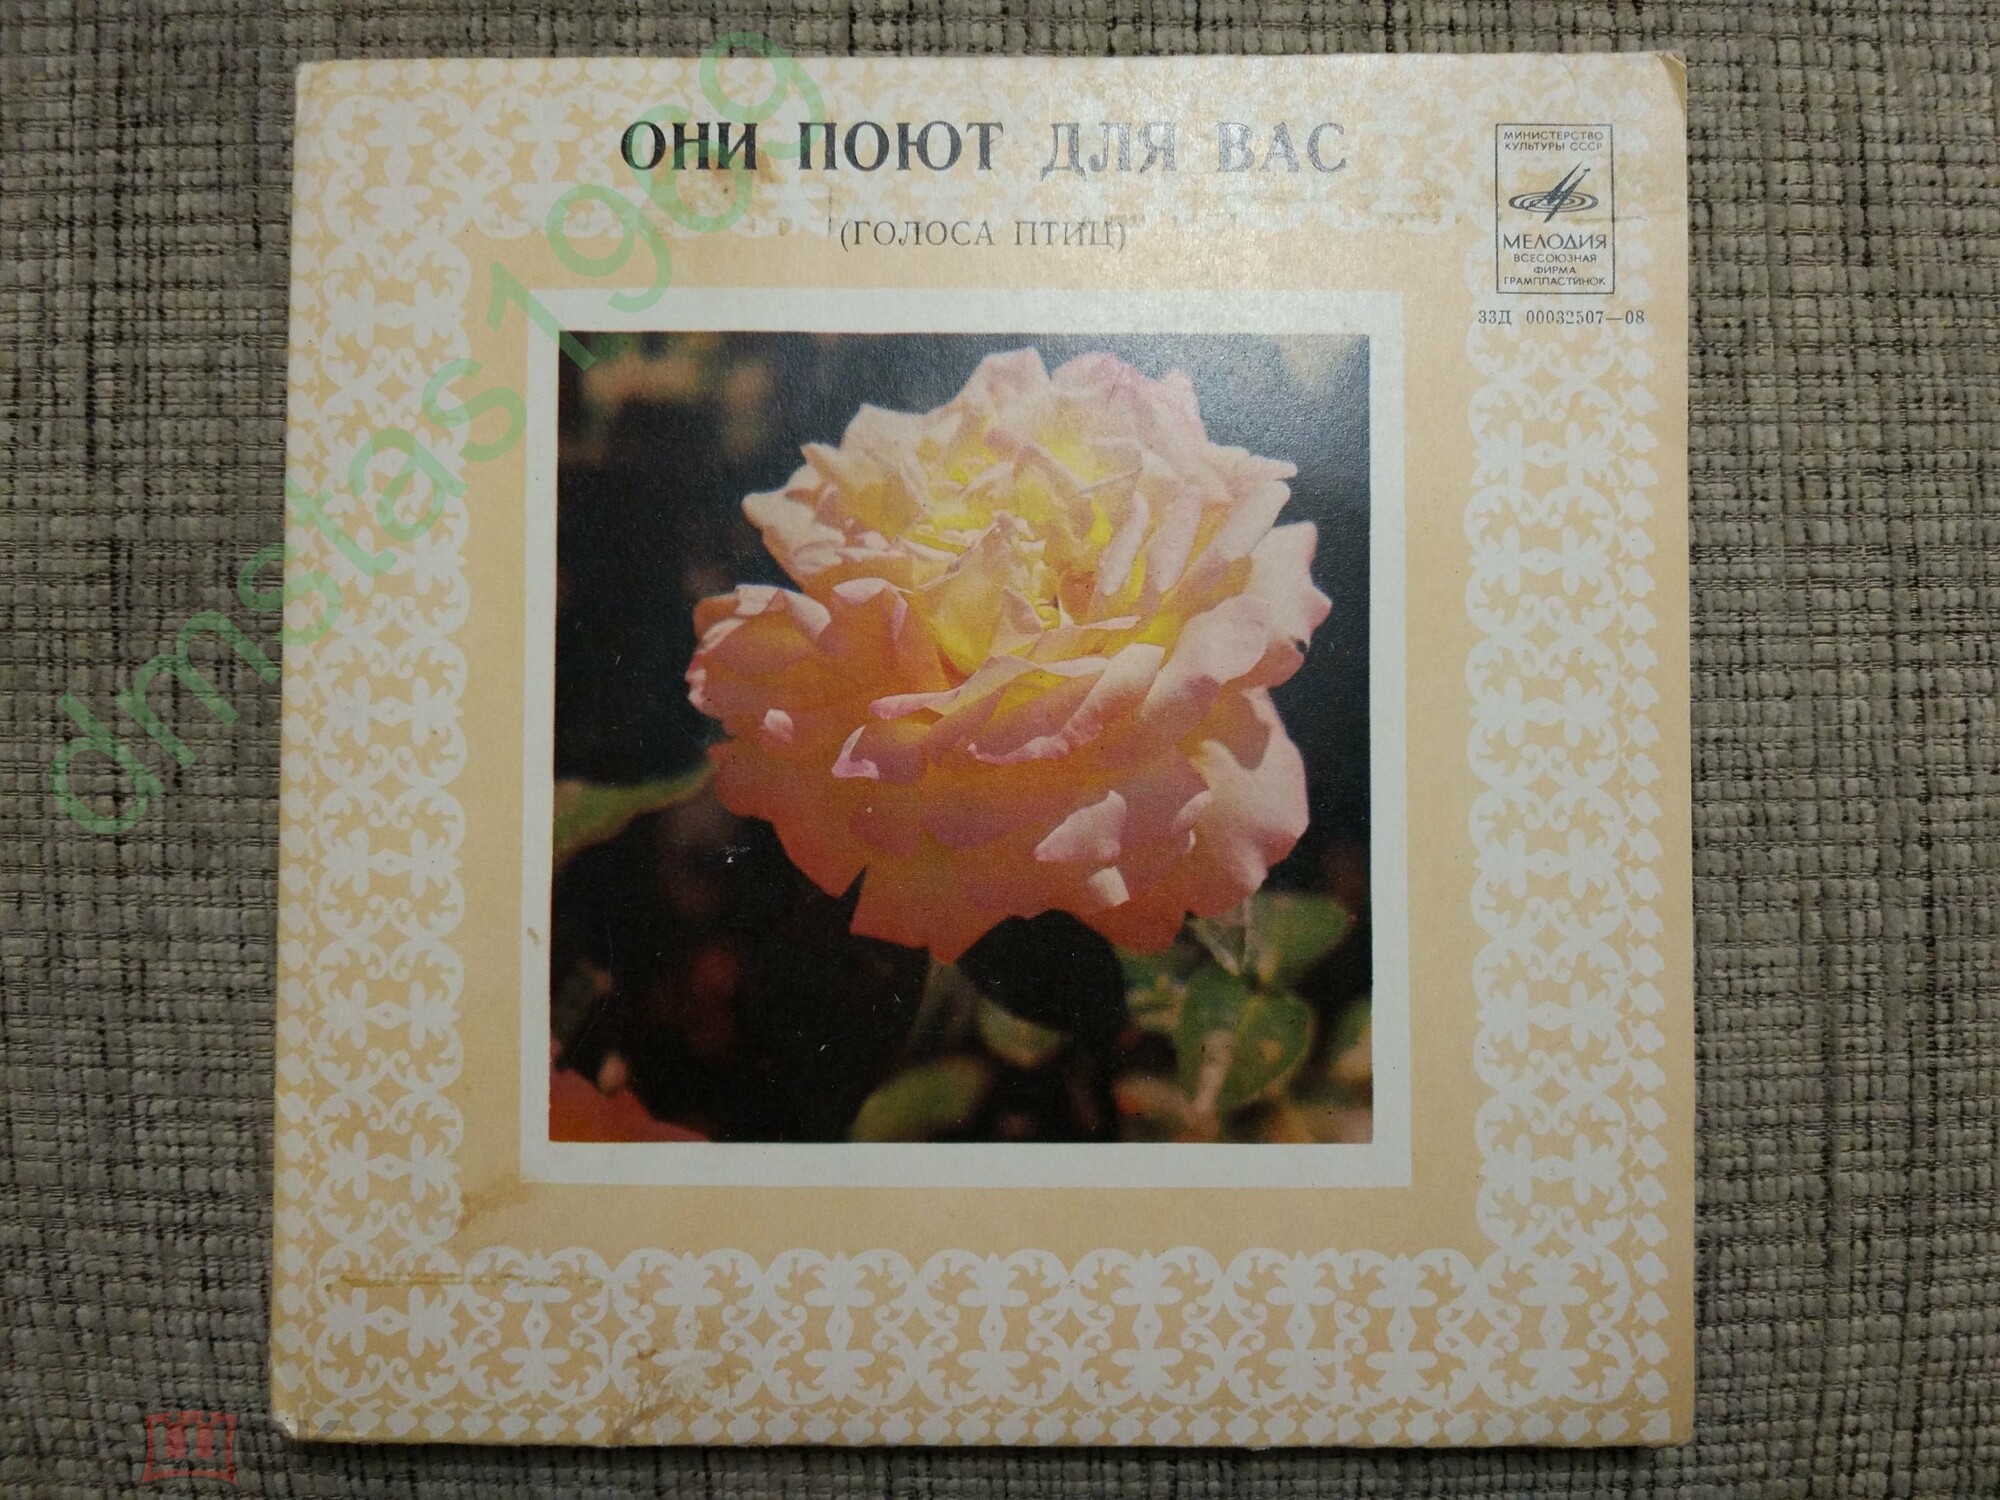 ОНИ ПОЮТ ДЛЯ ВАС
(ГОЛОСА ПТИЦ)
МИНИСТЕРСТВО
КУЛЬТУРЫ СССР
МЕЛОДИЯ
ВСЕСОЮЗНАЯ
ФИРМА
ГРАМПЛАСТИНОК
33Д 00032507—08
dmstas1969